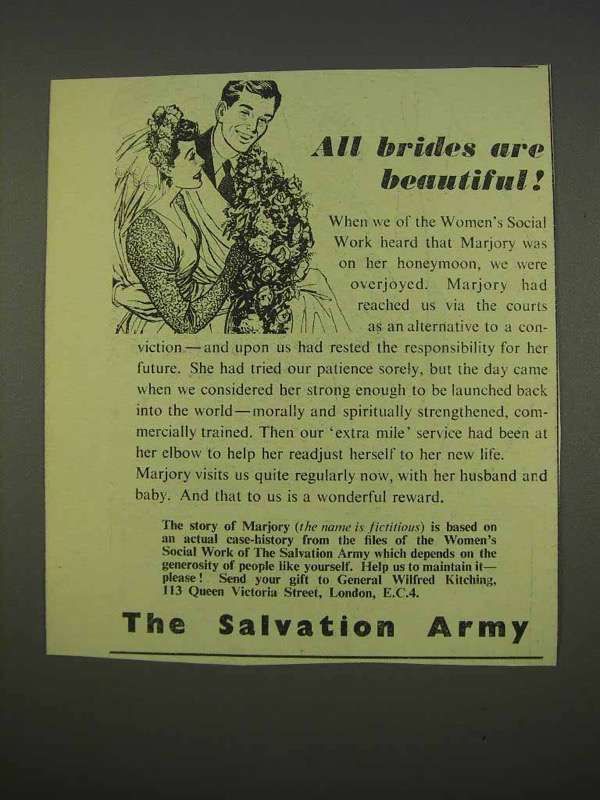 All brides are
beautiful!
When we of the Women's Social
Work heard that Marjory was
on her honeymoon, we were
overjoyed. Marjory had
reached us via the courts
as an alternative to a con-
viction—and upon us had rested the responsibility for her
future. She had tried our patience sorely, but the day came
when we considered her strong enough to be launched back
into the world—morally and spiritually strengthened, com-
mercially trained. Then our 'extra mile' service had been at
her elbow to help her readjust herself to her new life.
Marjory visits us quite regularly now, with her husband and
baby. And that to us is a wonderful reward.
The story of Marjory (the name is fictitious) is based on
an actual case-history from the files of the Women's
Social Work of The Salvation Army which depends on the
generosity of people like yourself. Help us to maintain it—
please! Send your gift to General Wilfred Kitching,
113 Queen Victoria Street, London, E.C.4.
The Salvation Army